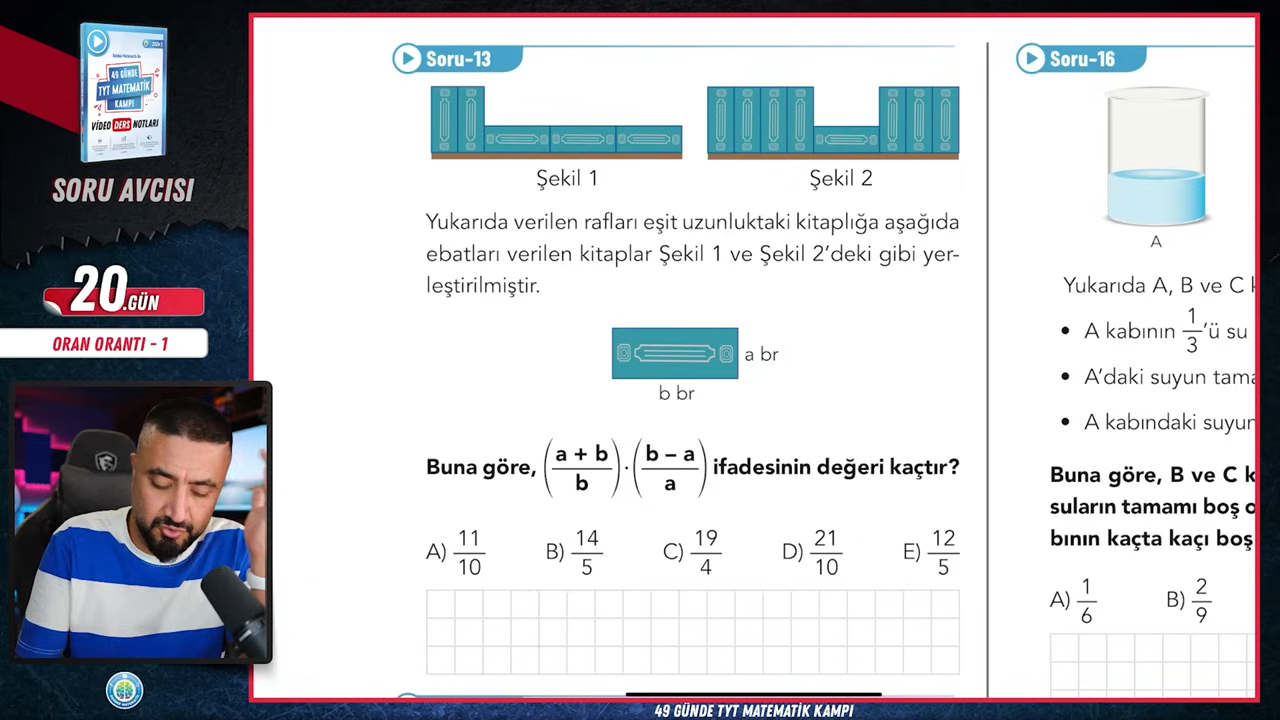 49 GÜNDE
TYT MATEMATİK
KAMPI
VİDEO DERS NOTLARI
SORU AVCISI
20.GÜN
ORAN ORANTI - 1
Soru-13
Şekil 1
Şekil 2
Yukarıda verilen rafları eşit uzunluktaki kitaplığa aşağıda
ebatları verilen kitaplar Şekil 1 ve Şekil 2'deki gibi yer-
leştirilmiştir.
a br
b br
Buna göre, (a + b / b) · (b – a / a) ifadesinin değeri kaçtır?
A) 11/10 B) 14/5 C) 19/4 D) 21/10 E) 12/5
Soru-16
A
Yukarıda A, B ve C k
• A kabının 1/3'ü su
• A'daki suyun tama
• A kabındaki suyun
Buna göre, B ve C k
suların tamamı boş o
bının kaçta kaçı boş
A) 1/6 B) 2/9
49 GÜNDE TYT MATEMATİK KAMPI